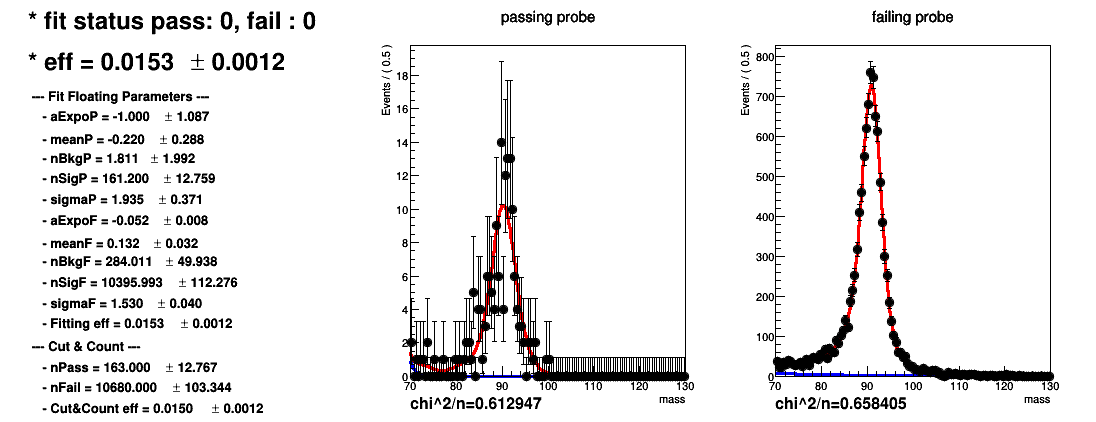 * fit status pass: 0, fail : 0
* eff = 0.0153 ± 0.0012
--- Fit Floating Parameters ---
- aExpoP = -1.000 ± 1.087
- meanP = -0.220 ± 0.288
- nBkgP = 1.811 ± 1.992
- nSigP = 161.200 ± 12.759
- sigmaP = 1.935 ± 0.371
- aExpoF = -0.052 ± 0.008
- meanF = 0.132 ± 0.032
- nBkgF = 284.011 ± 49.938
- nSigF = 10395.993 ± 112.276
- sigmaF = 1.530 ± 0.040
- Fitting eff = 0.0153 ± 0.0012
--- Cut & Count ---
- nPass = 163.000 ± 12.767
- nFail = 10680.000 ± 103.344
- Cut&Count eff = 0.0150 ± 0.0012
passing probe
Events / ( 0.5 )
18
16
14
12
10
8
6
4
2
0
70 80 90 100 110 120 130
mass
chi^2/n=0.612947
failing probe
Events / ( 0.5 )
800
700
600
500
400
300
200
100
0
70 80 90 100 110 120 130
mass
chi^2/n=0.658405